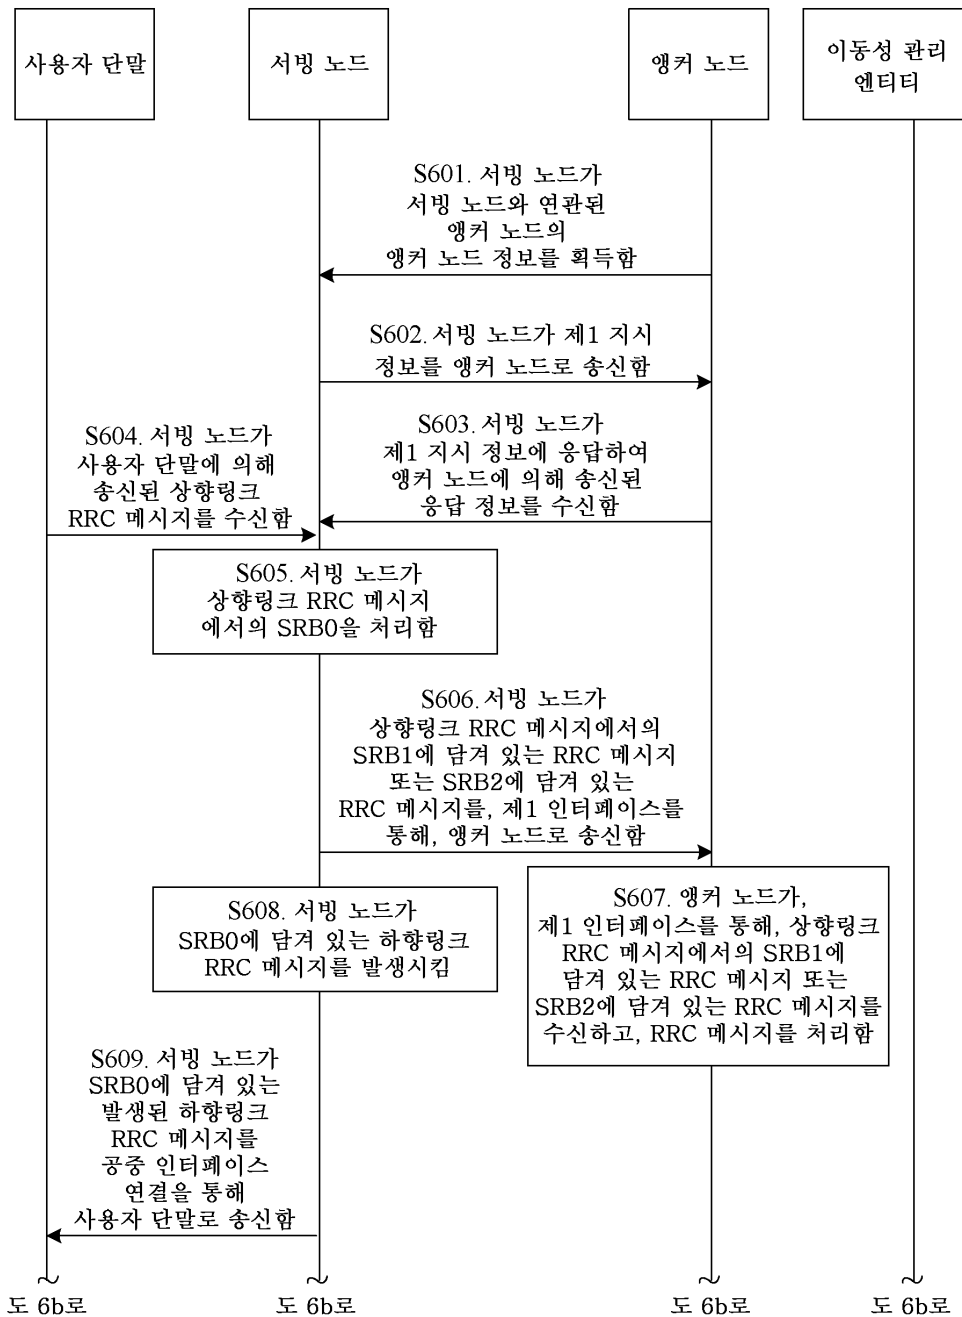 사용자 단말
서빙 노드
앵커 노드
이동성 관리
엔티티
S601. 서빙 노드가
서빙 노드와 연관된
앵커 노드의
앵커 노드 정보를 획득함
S602. 서빙 노드가 제1 지시
정보를 앵커 노드로 송신함
S603. 서빙 노드가
제1 지시 정보에 응답하여
앵커 노드에 의해 송신된
응답 정보를 수신함
S604. 서빙 노드가
사용자 단말에 의해
송신된 상향링크
RRC 메시지를 수신함
S605. 서빙 노드가
상향링크 RRC 메시지
에서의 SRB0을 처리함
S606. 서빙 노드가
상향링크 RRC 메시지에서의
SRB1에 담겨 있는 RRC 메시지
또는 SRB2에 담겨 있는
RRC 메시지를, 제1 인터페이스를
통해, 앵커 노드로 송신함
S607. 앵커 노드가,
제1 인터페이스를 통해, 상향링크
RRC 메시지에서의 SRB1에
담겨 있는 RRC 메시지 또는
SRB2에 담겨 있는 RRC 메시지를
수신하고, RRC 메시지를 처리함
S608. 서빙 노드가
SRB0에 담겨 있는 하향링크
RRC 메시지를 발생시킴
S609. 서빙 노드가
SRB0에 담겨 있는
발생된 하향링크
RRC 메시지를
공중 인터페이스
연결을 통해
사용자 단말로 송신함
도 6b로
도 6b로
도 6b로
도 6b로